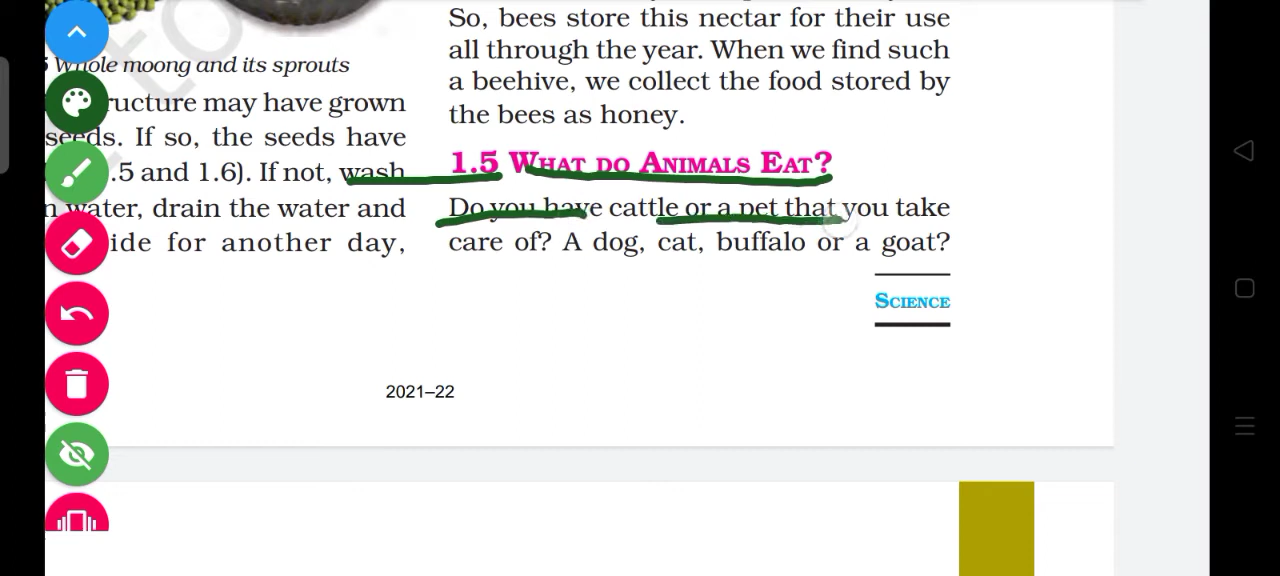 Whole moong and its sprouts
ructure may have grown
seeds. If so, the seeds have
.5 and 1.6). If not, wash
water, drain the water and
ide for another day,
So, bees store this nectar for their use
all through the year. When we find such
a beehive, we collect the food stored by
the bees as honey.
1.5 WHAT DO ANIMALS EAT?
Do you have cattle or a pet that you take
care of? A dog, cat, buffalo or a goat?
SCIENCE
2021–22